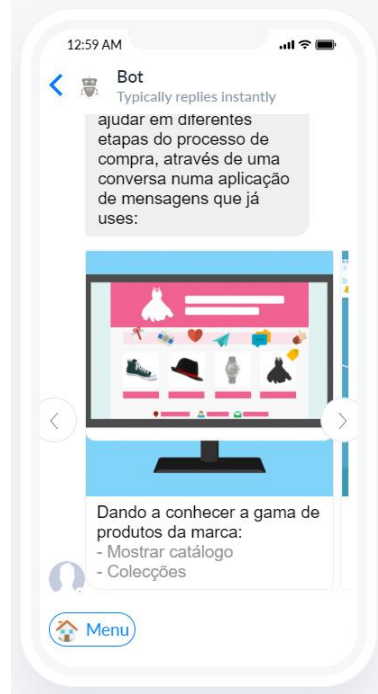 12:59 AM
Bot
Typically replies instantly
ajudar em diferentes
etapas do processo de
compra, através de uma
conversa numa aplicação
de mensagens que já
uses:
Dando a conhecer a gama de
produtos da marca:
- Mostrar catálogo
- Colecções
Menu